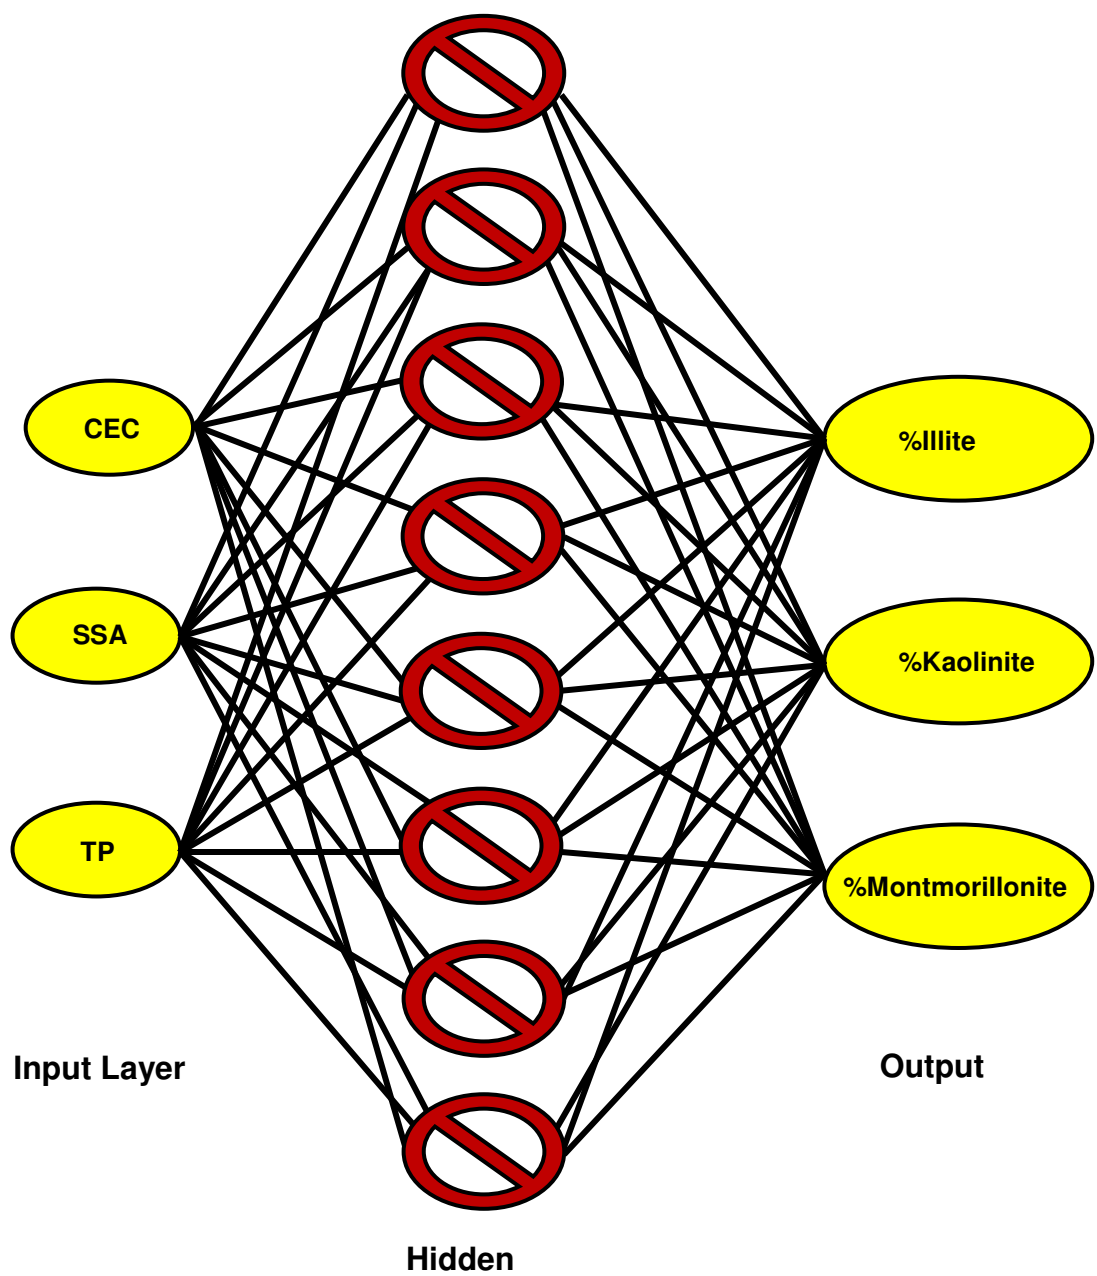 CEC
SSA
TP
%Illite
%Kaolinite
%Montmorillonite
Input Layer
Hidden
Output